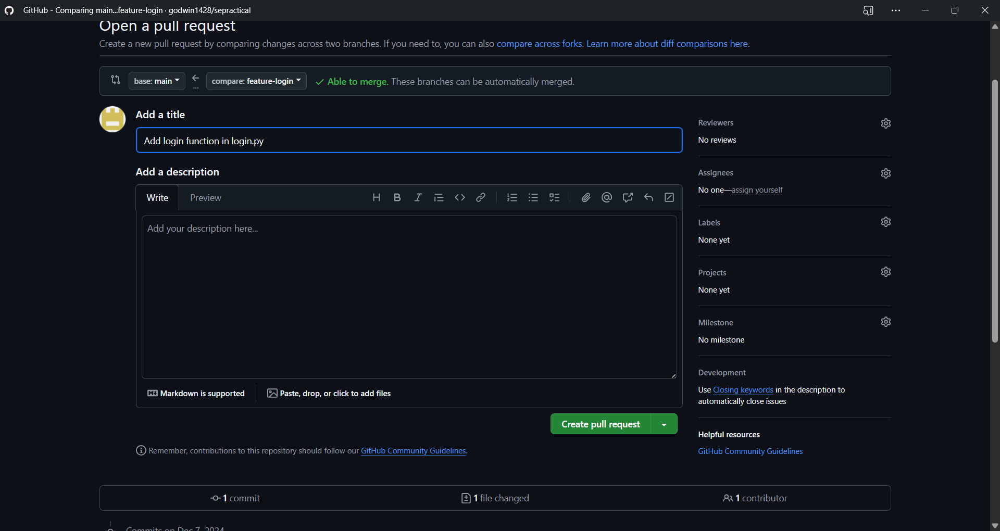 GitHub - Comparing main...feature-login · godwin1428/sepractical
Open a pull request
Create a new pull request by comparing changes across two branches. If you need to, you can also compare across forks. Learn more about diff comparisons here.
base: main
compare: feature-login
Able to merge. These branches can be automatically merged.
Add a title
Add login function in login.py
Add a description
Write
Preview
Add your description here...
Markdown is supported
Paste, drop, or click to add files
Create pull request
Remember, contributions to this repository should follow our GitHub Community Guidelines.
Reviewers
No reviews
Assignees
No one—assign yourself
Labels
None yet
Projects
None yet
Milestone
No milestone
Development
Use Closing keywords in the description to
automatically close issues
Helpful resources
GitHub Community Guidelines
1 commit
1 file changed
1 contributor
Commits on Dec 7, 2024